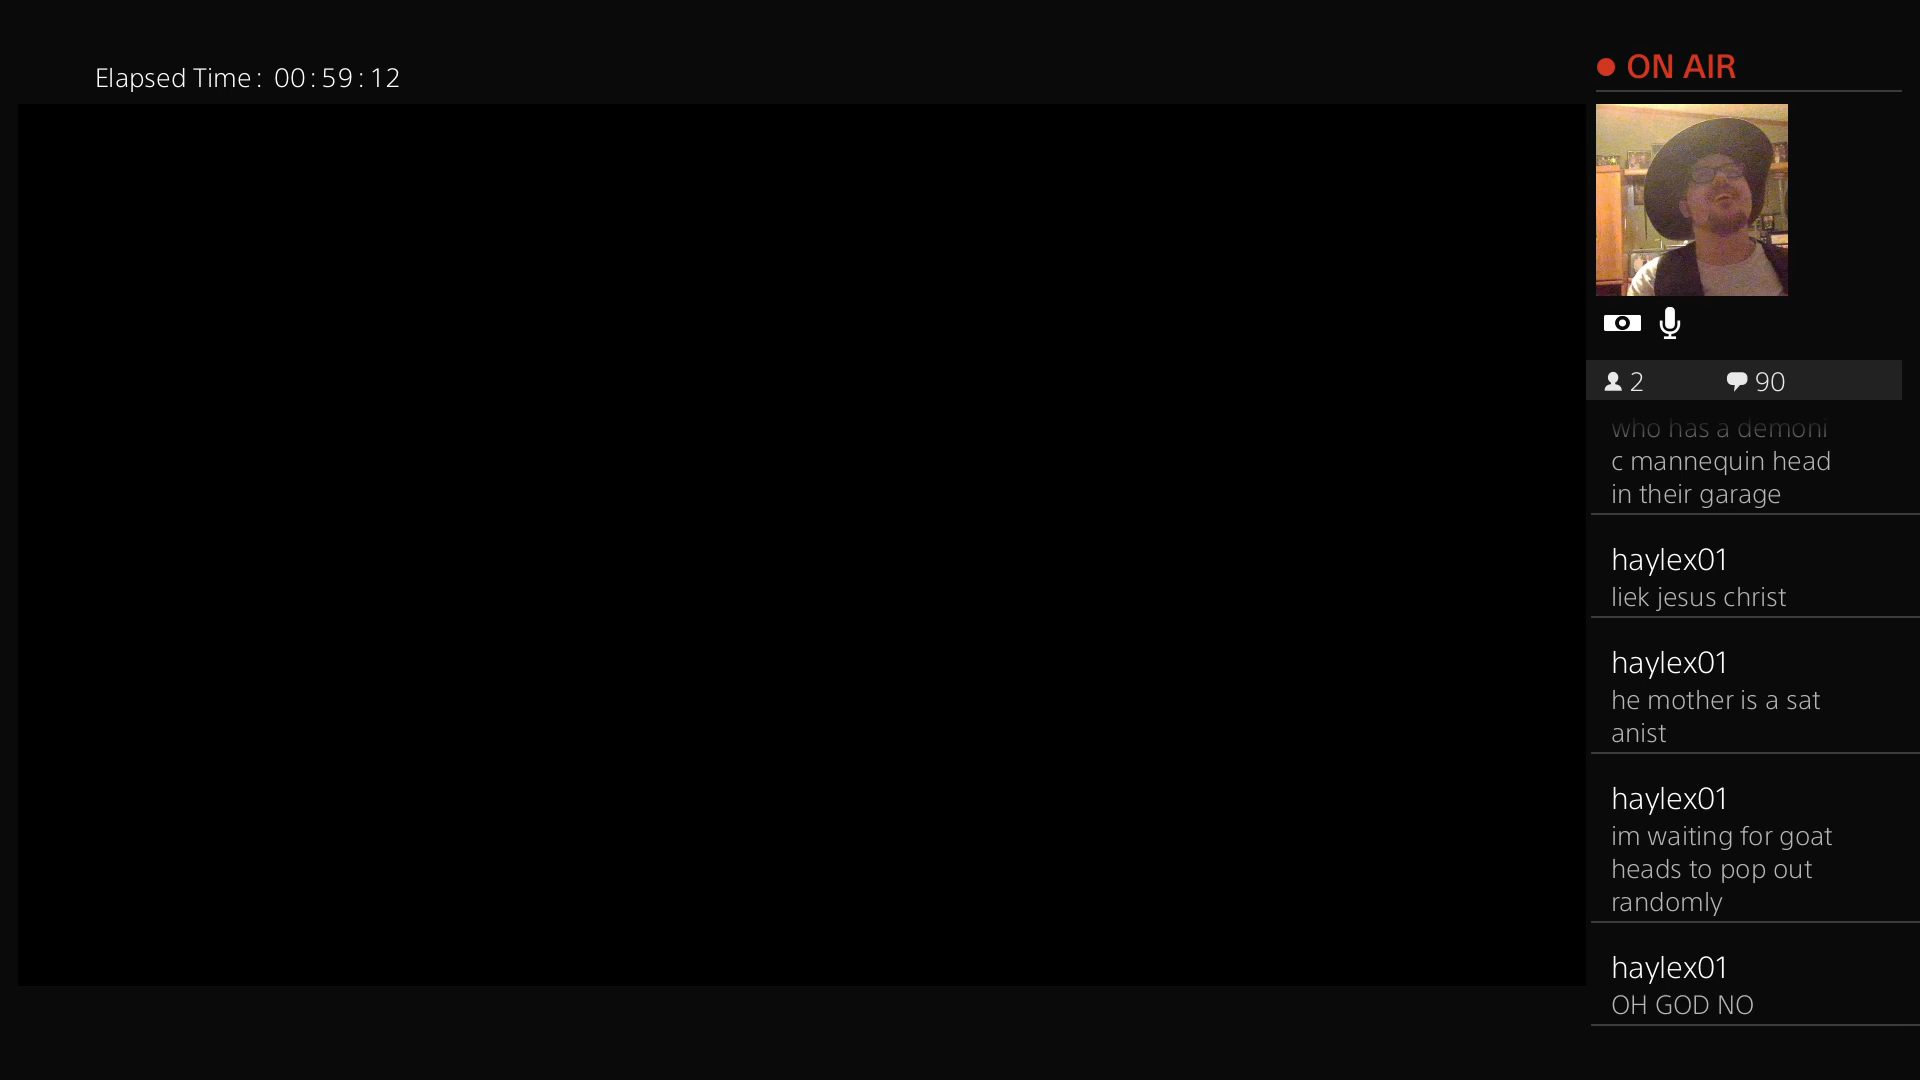 Elapsed Time: 00:59:12
ON AIR
2
90
who has a demoni
c mannequin head
in their garage
haylex01
liek jesus christ
haylex01
he mother is a sat
anist
haylex01
im waiting for goat
heads to pop out
randomly
haylex01
OH GOD NO